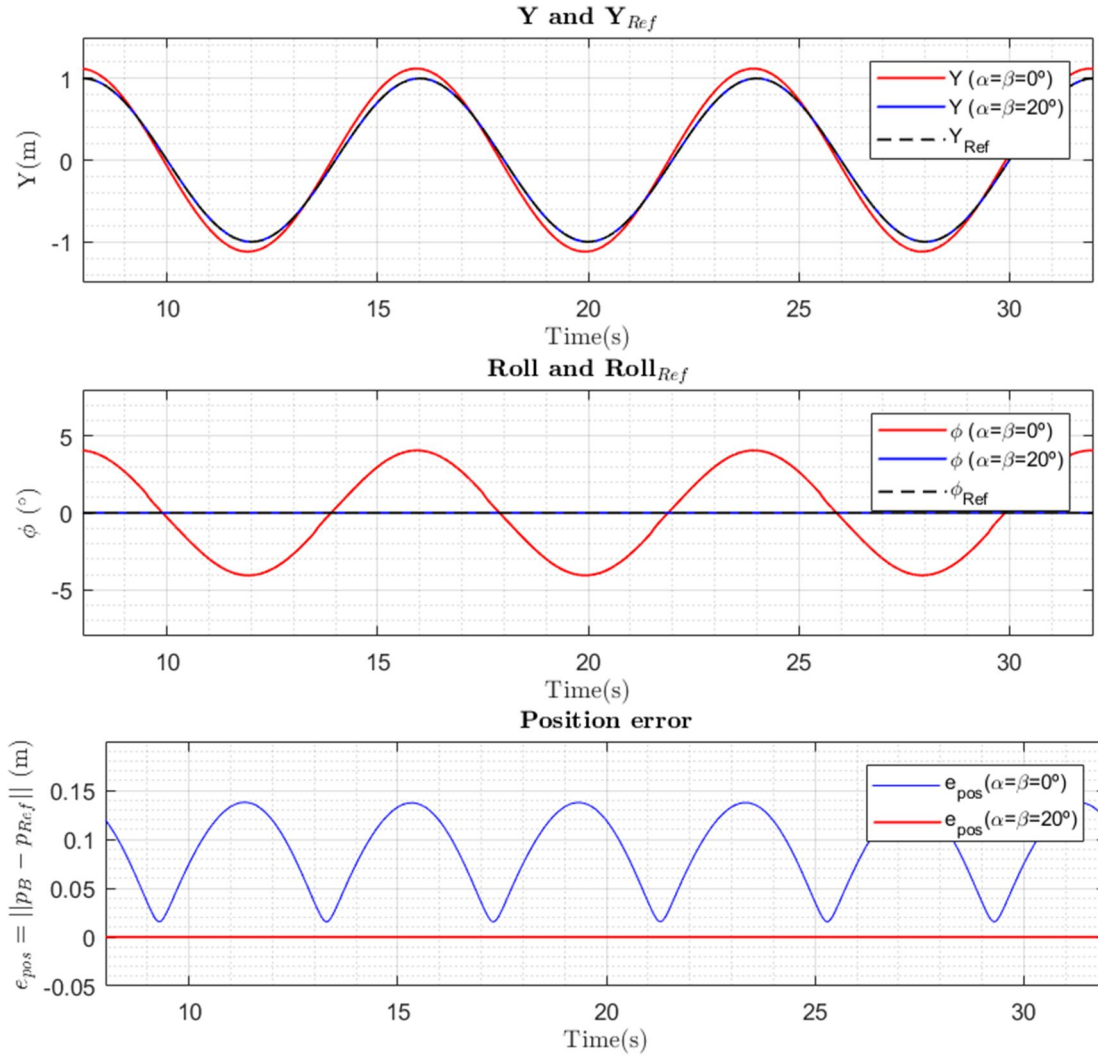 Y and Y_Ref
1
0
-1
Y(m)
Y (α=β=0º)
Y (α=β=20º)
Y_Ref
10 15 20 25 30
Time(s)
Roll and Roll_Ref
5
0
-5
ϕ (°)
ϕ (α=β=0º)
ϕ (α=β=20º)
ϕ_Ref
10 15 20 25 30
Time(s)
Position error
0.15
0.1
0.05
0
-0.05
e_pos = ||p_B − p_Ref|| (m)
e_pos(α=β=0º)
e_pos(α=β=20º)
10 15 20 25 30
Time(s)